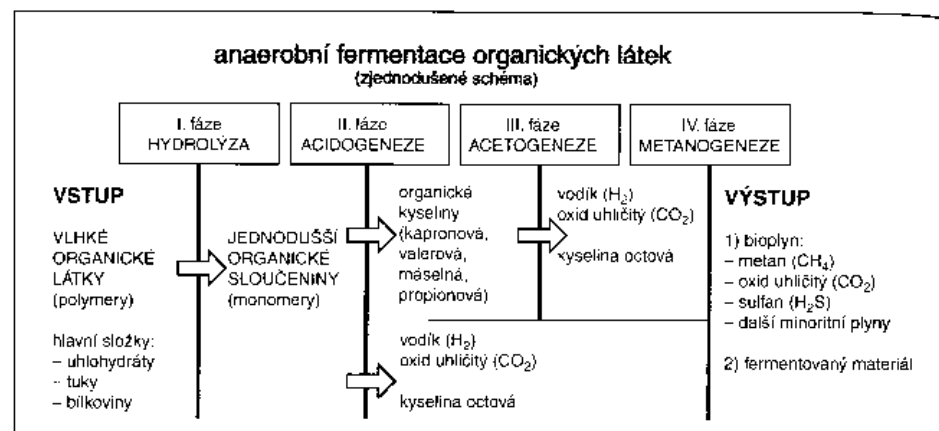 anaerobní fermentace organických látek
(zjednodušené schéma)
I. fáze
HYDROLÝZA
II. fáze
ACIDOGENEZE
III. fáze
ACETOGENEZE
IV. fáze
METANOGENEZE
VSTUP
VLHKÉ
ORGANICKÉ
LÁTKY
(polymery)
hlavní složky:
– uhlohydráty
– tuky
– bílkoviny
JEDNODUŠŠÍ
ORGANICKÉ
SLOUČENINY
(monomery)
organické
kyseliny
(kapronová,
valerová,
máselná,
propionová)
vodík (H₂)
oxid uhličitý (CO₂)
kyselina octová
vodík (H₂)
oxid uhličitý (CO₂)
kyselina octová
VÝSTUP
1) bioplyn:
– metan (CH₄)
– oxid uhličitý (CO₂)
– sulfan (H₂S)
– další minoritní plyny
2) fermentovaný materiál